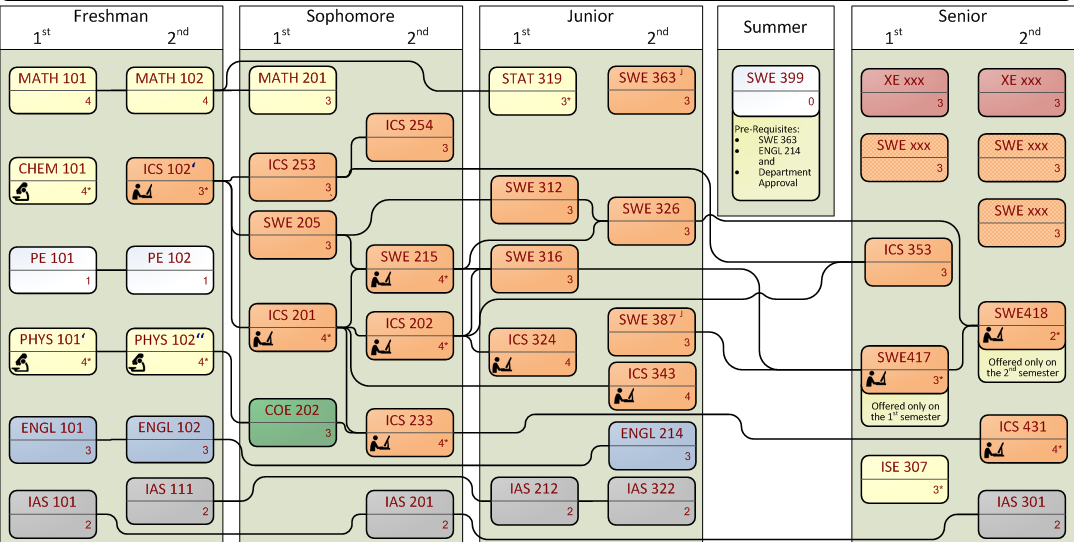 Freshman
1st
2nd
Sophomore
1st
2nd
Junior
1st
2nd
Summer
Senior
1st
2nd
MATH 101
4
MATH 102
4
MATH 201
3
STAT 319
3*
SWE 363 J
3
SWE 399
0
Pre-Requisites:
• SWE 363
• ENGL 214
and
• Department
Approval
XE xxx
3
XE xxx
3
ICS 254
3
SWE xxx
3
SWE xxx
3
CHEM 101
4*
ICS 102‘
3*
ICS 253
3
SWE 312
3
SWE 326
3
SWE xxx
3
SWE 205
3
PE 101
1
PE 102
1
SWE 215
4*
SWE 316
3
ICS 353
3
ICS 201
4*
ICS 202
4*
SWE 387 J
3
SWE418
2*
Offered only on
the 2nd semester
PHYS 101‘
4*
PHYS 102‘‘
4*
ICS 324
4
SWE417
3*
Offered only on
the 1st semester
ICS 343
4
COE 202
3
ICS 233
4*
ENGL 101
3
ENGL 102
3
ENGL 214
3
ICS 431
4*
ISE 307
3*
IAS 101
2
IAS 111
2
IAS 201
2
IAS 212
2
IAS 322
2
IAS 301
2